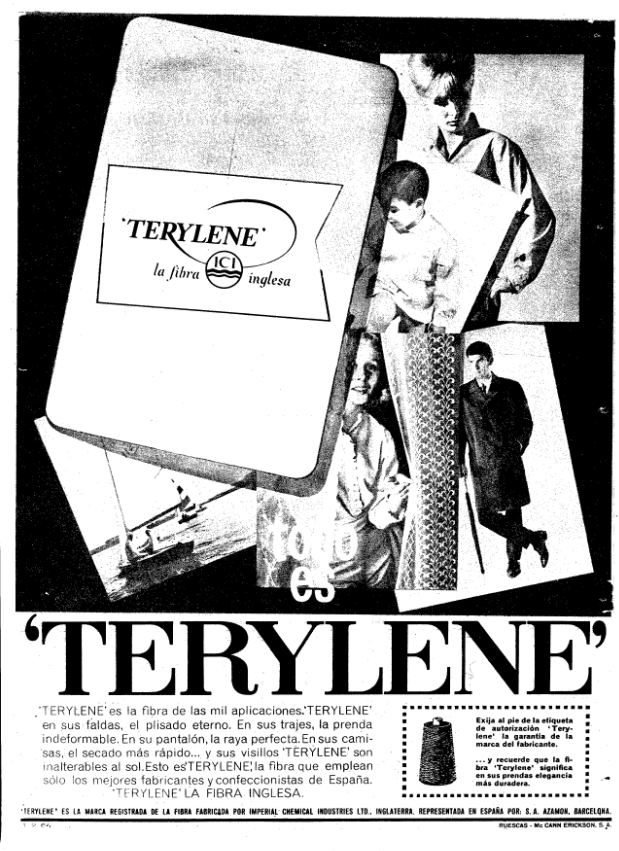 'TERYLENE'
la fibra ICI inglesa
todo
es
'TERYLENE'
'TERYLENE' es la fibra de las mil aplicaciones. 'TERYLENE'
en sus faldas, el plisado eterno. En sus trajes, la prenda
indeformable. En su pantalón, la raya perfecta. En sus cami-
sas, el secado más rápido... y sus visillos 'TERYLENE' son
inalterables al sol. Esto es 'TERYLENE', la fibra que emplean
sólo los mejores fabricantes y confeccionistas de España.
'TERYLENE' LA FIBRA INGLESA.
Exija al pie de la etiqueta
de autorización 'Tery-
lene' la garantía de la
marca del fabricante.
... y recuerde que la fi-
bra 'Terylene' significa
en sus prendas elegancia
más duradera.
'TERYLENE' ES LA MARCA REGISTRADA DE LA FIBRA FABRICADA POR IMPERIAL CHEMICAL INDUSTRIES LTD., INGLATERRA. REPRESENTADA EN ESPAÑA POR: S. A. AZAMON, BARCELONA.
RUESCAS - Mc CANN ERICKSON, S. A.